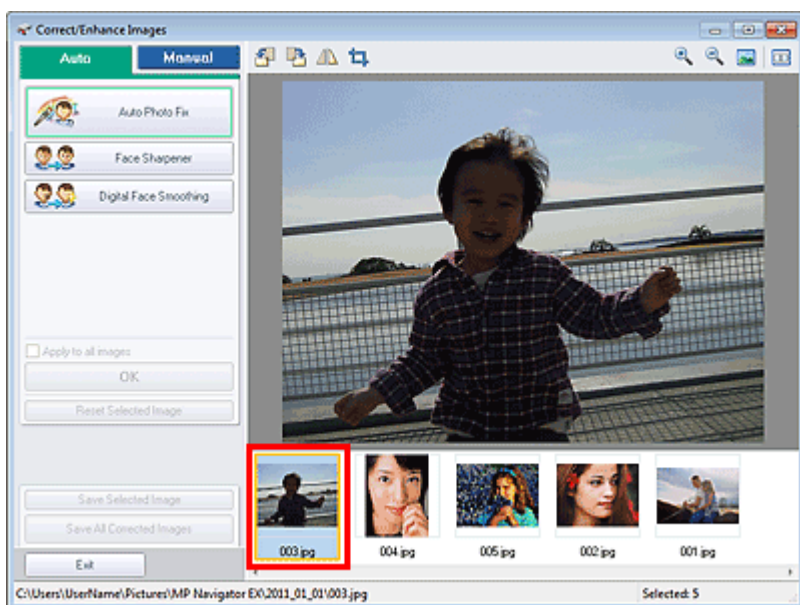 Correct/Enhance Images
Auto
Manual
Auto Photo Fix
Face Sharpener
Digital Face Smoothing
Apply to all images
OK
Reset Selected Image
Save Selected Image
Save All Corrected Images
Exit
003.jpg
004.jpg
005.jpg
002.jpg
001.jpg
C:\Users\UserName\Pictures\MP Navigator EX\2011_01_01\003.jpg
Selected: 5